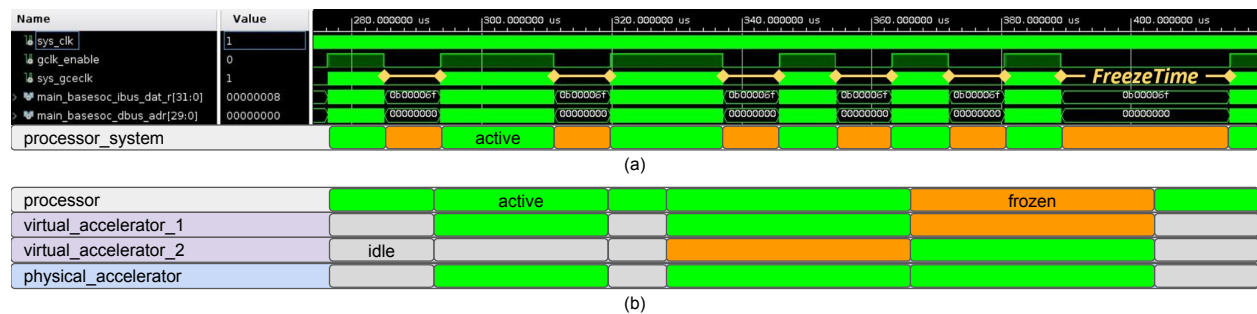 Name Value 280.000000 us 300.000000 us 320.000000 us 340.000000 us 360.000000 us 380.000000 us 400.000000 us
sys_clk 1
gclk_enable 0
sys_gceclk 1 FreezeTime
main_basesoc_ibus_dat_r[31:0] 00000008 0b00006f 0b00006f 0b00006f 0b00006f 0b00006f 0b00006f
main_basesoc_dbus_adr[29:0] 00000000 00000000 00000000 00000000 00000000 00000000 00000000
processor_system active
(a)
processor active frozen
virtual_accelerator_1
virtual_accelerator_2 idle
physical_accelerator
(b)